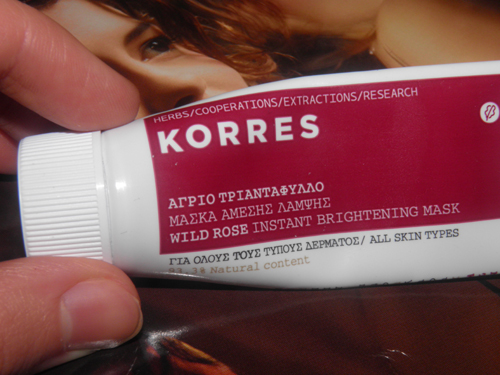 HERBS/COOPERATIONS/EXTRACTIONS/RESEARCH
KORRES
ΑΓΡΙΟ ΤΡΙΑΝΤΑΦΥΛΛΟ
ΜΑΣΚΑ ΑΜΕΣΗΣ ΛΑΜΨΗΣ
WILD ROSE INSTANT BRIGHTENING MASK
ΓΙΑ ΟΛΟΥΣ ΤΟΥΣ ΤΥΠΟΥΣ ΔΕΡΜΑΤΟΣ/ ALL SKIN TYPES
Natural content